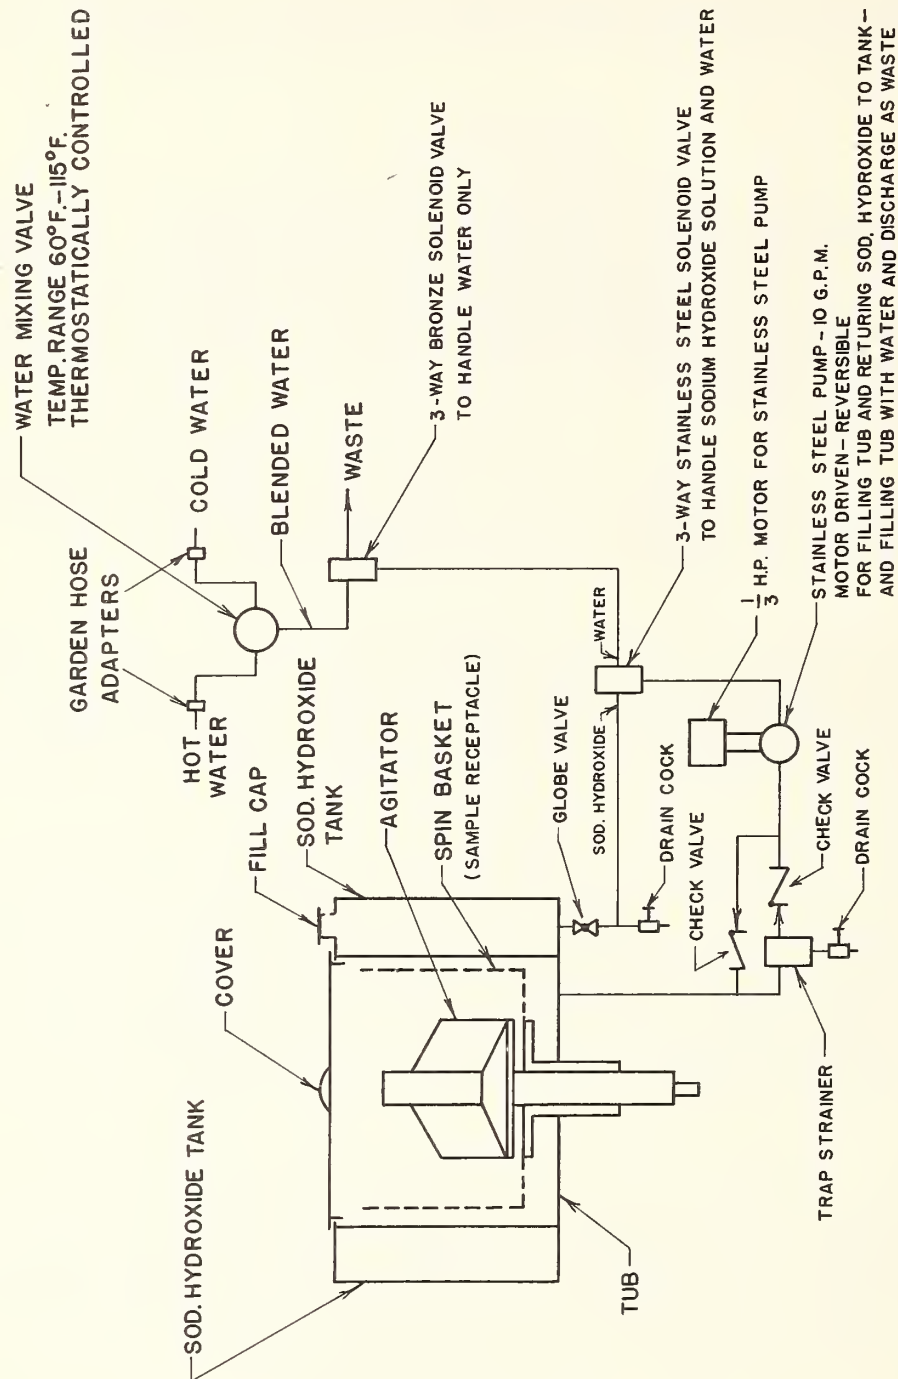 WATER MIXING VALVE
TEMP. RANGE 60°F.-115°F.
THERMOSTATICALLY CONTROLLED
GARDEN HOSE
ADAPTERS
COLD WATER
HOT
WATER
BLENDED WATER
WASTE
3-WAY BRONZE SOLENOID VALVE
TO HANDLE WATER ONLY
SOD. HYDROXIDE TANK
COVER
FILL CAP
SOD. HYDROXIDE
TANK
AGITATOR
SPIN BASKET
(SAMPLE RECEPTACLE)
GLOBE VALVE
SOD. HYDROXIDE
WATER
3-WAY STAINLESS STEEL SOLENOID VALVE
TO HANDLE SODIUM HYDROXIDE SOLUTION AND WATER
DRAIN COCK
1/3 H.P. MOTOR FOR STAINLESS STEEL PUMP
CHECK VALVE
STAINLESS STEEL PUMP-10 G.P.M.
MOTOR DRIVEN-REVERSIBLE
FOR FILLING TUB AND RETURING SOD. HYDROXIDE TO TANK-
AND FILLING TUB WITH WATER AND DISCHARGE AS WASTE
CHECK VALVE
DRAIN COCK
TUB
TRAP STRAINER